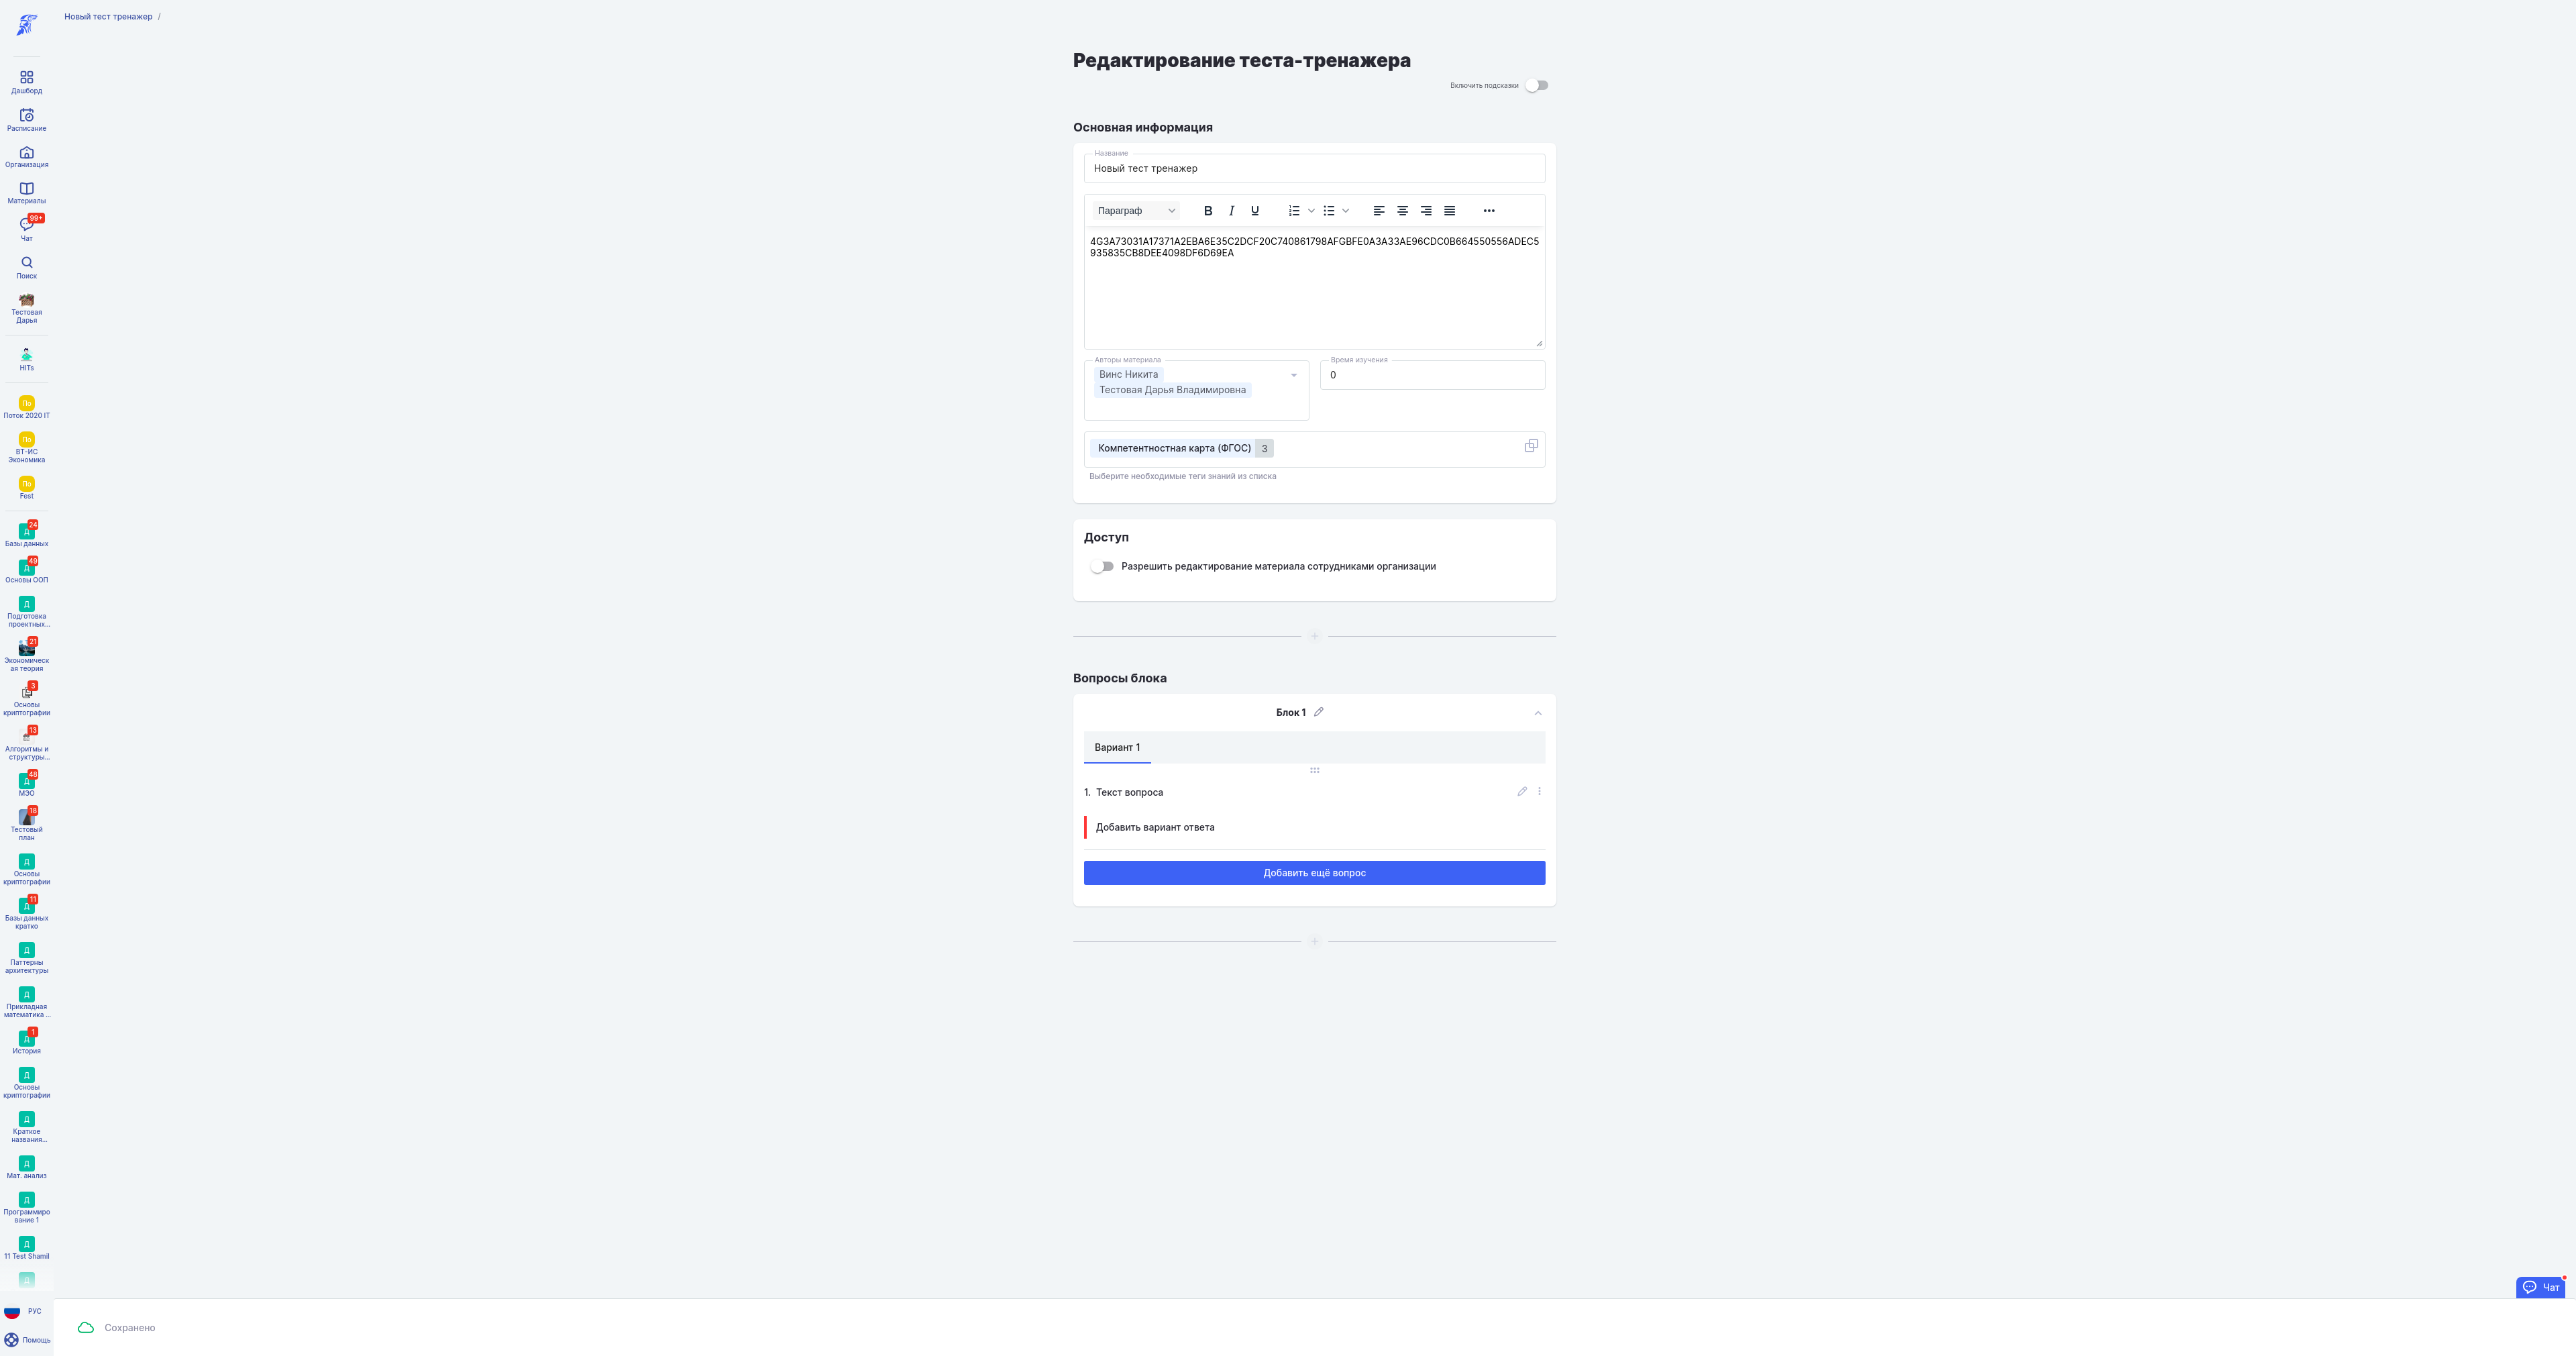 Новый тест тренажер /
Дашборд
Расписание
Организация
Материалы
99+
Чат
Поиск
Тестовая
Дарья
HITs
По
Поток 2020 IT
По
ВТ-ИС
Экономика
По
Fest
24
Д
Базы данных
49
Д
Основы ООП
Д
Подготовка
проектных...
21
Экономическ
ая теория
3
Основы
криптографии
13
Алгоритмы и
структуры...
48
Д
МЭО
18
Тестовый
план
Д
Основы
криптографии
11
Д
Базы данных
кратко
Д
Паттерны
архитектуры
Д
Прикладная
математика ...
1
Д
История
Д
Основы
криптографии
Д
Краткое
названия...
Д
Мат. анализ
Д
Программиро
вание 1
Д
11 Test Shamil
Д
РУС
Помощь
Редактирование теста-тренажера
Включить подсказки
Основная информация
Название
Новый тест тренажер
Параграф
4G3A73031A17371A2EBA6E35C2DCF20C740861798AFGBFE0A3A33AE96CDC0B664550556ADEC5
935835CB8DEE4098DF6D69EA
Авторы материала
Винс Никита
Тестовая Дарья Владимировна
Время изучения
0
Компетентностная карта (ФГОС) 3
Выберите необходимые теги знаний из списка
Доступ
Разрешить редактирование материала сотрудниками организации
Вопросы блока
Блок 1
Вариант 1
1. Текст вопроса
Добавить вариант ответа
Добавить ещё вопрос
Чат
Сохранено